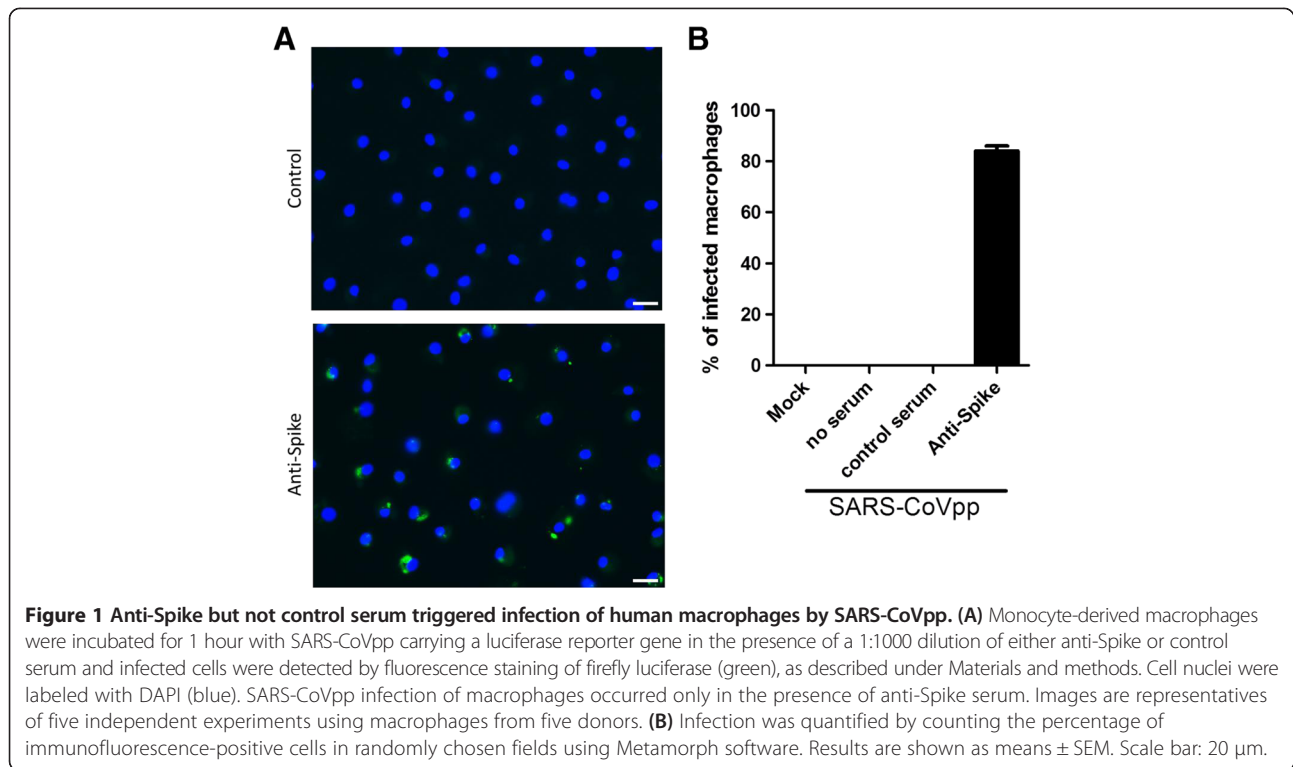 A
B
Control
Anti-Spike
% of infected macrophages
100
80
60
40
20
0
Mock
no serum
control serum
Anti-Spike
SARS-CoVpp
Figure 1 Anti-Spike but not control serum triggered infection of human macrophages by SARS-CoVpp. (A) Monocyte-derived macrophages
were incubated for 1 hour with SARS-CoVpp carrying a luciferase reporter gene in the presence of a 1:1000 dilution of either anti-Spike or control
serum and infected cells were detected by fluorescence staining of firefly luciferase (green), as described under Materials and methods. Cell nuclei were
labeled with DAPI (blue). SARS-CoVpp infection of macrophages occurred only in the presence of anti-Spike serum. Images are representatives
of five independent experiments using macrophages from five donors. (B) Infection was quantified by counting the percentage of
immunofluorescence-positive cells in randomly chosen fields using Metamorph software. Results are shown as means ± SEM. Scale bar: 20 μm.